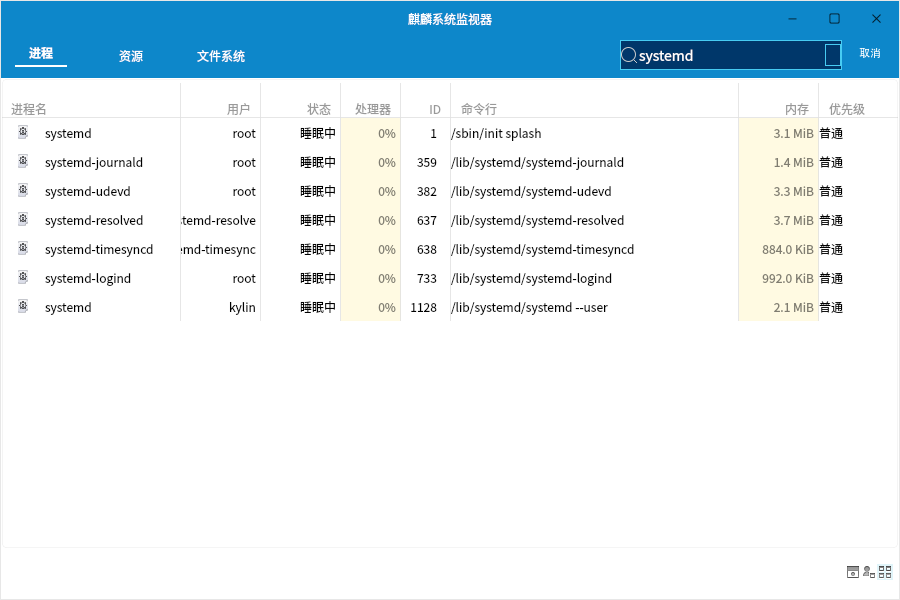 麒麟系统监视器
进程 资源 文件系统 systemd 取消
进程名 用户 状态 处理器 ID 命令行 内存 优先级
systemd root 睡眠中 0% 1 /sbin/init splash 3.1 MiB 普通
systemd-journald root 睡眠中 0% 359 /lib/systemd/systemd-journald 1.4 MiB 普通
systemd-udevd root 睡眠中 0% 382 /lib/systemd/systemd-udevd 3.3 MiB 普通
systemd-resolved stemd-resolve 睡眠中 0% 637 /lib/systemd/systemd-resolved 3.7 MiB 普通
systemd-timesyncd emd-timesync 睡眠中 0% 638 /lib/systemd/systemd-timesyncd 884.0 KiB 普通
systemd-logind root 睡眠中 0% 733 /lib/systemd/systemd-logind 992.0 KiB 普通
systemd kylin 睡眠中 0% 1128 /lib/systemd/systemd --user 2.1 MiB 普通